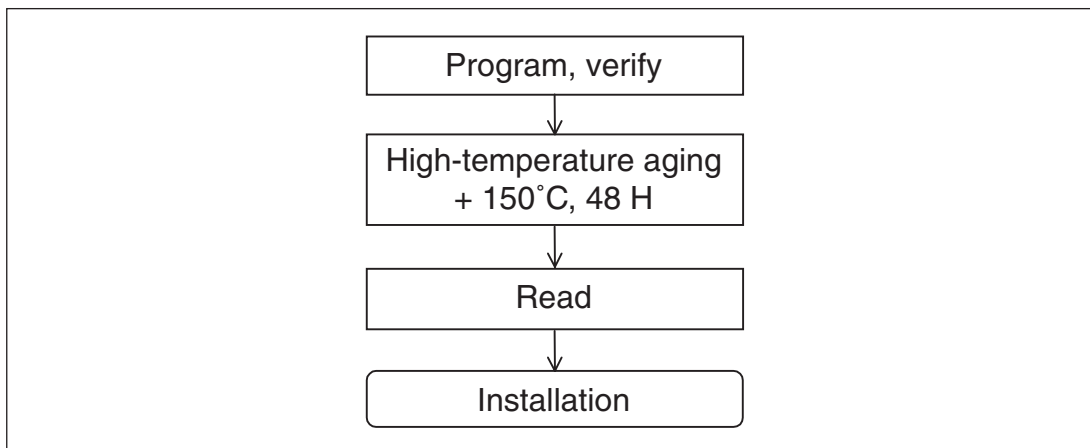 Program, verify
High-temperature aging
+ 150˚C, 48 H
Read
Installation